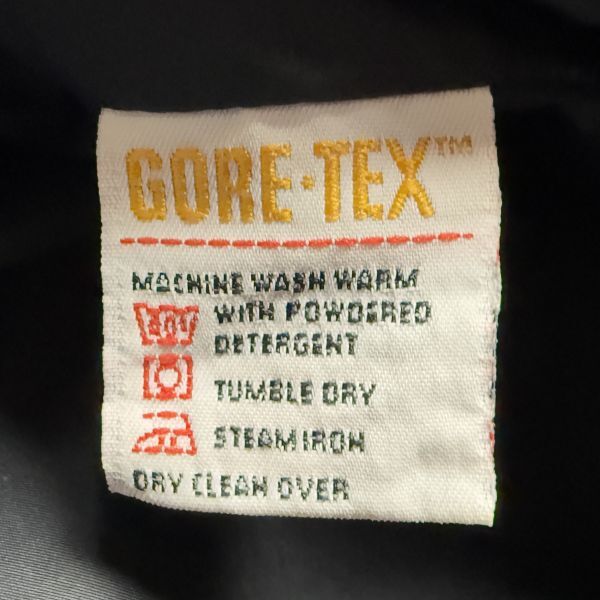 GORE-TEX™
MACHINE WASH WARM
WITH POWDERED
DETERGENT
TUMBLE DRY
STEAM IRON
DRY CLEAN OVER